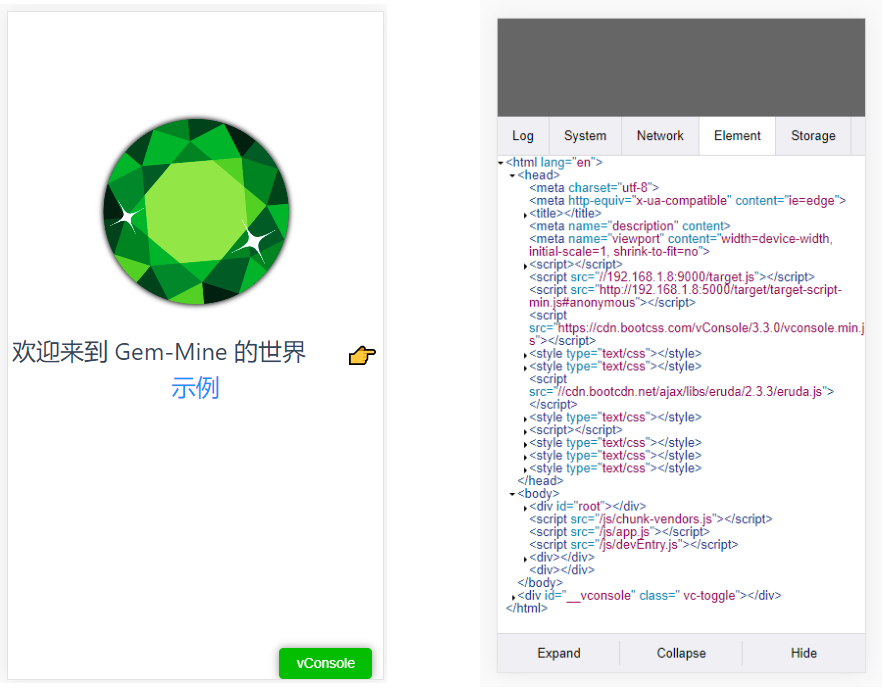 欢迎来到 Gem-Mine 的世界 👉
示例
vConsole
Log System Network Element Storage
<html lang="en">
<head>
<meta charset="utf-8">
<meta http-equiv="x-ua-compatible" content="ie=edge">
<title></title>
<meta name="description" content>
<meta name="viewport" content="width=device-width,
initial-scale=1, shrink-to-fit=no">
<script></script>
<script src="//192.168.1.8:9000/target.js"></script>
<script src="http://192.168.1.8:5000/target/target-script-
min.js#anonymous"></script>
<script
src="https://cdn.bootcss.com/vConsole/3.3.0/vconsole.min.j
s"></script>
<style type="text/css"></style>
<style type="text/css"></style>
<script
src="//cdn.bootcdn.net/ajax/libs/eruda/2.3.3/eruda.js">
</script>
<style type="text/css"></style>
<script></script>
<style type="text/css"></style>
<style type="text/css"></style>
<style type="text/css"></style>
</head>
<body>
<div id="root"></div>
<script src="/js/chunk-vendors.js"></script>
<script src="/js/app.js"></script>
<script src="/js/devEntry.js"></script>
<div></div>
<div></div>
</body>
<div id="__vconsole" class=" vc-toggle"></div>
</html>
Expand Collapse Hide